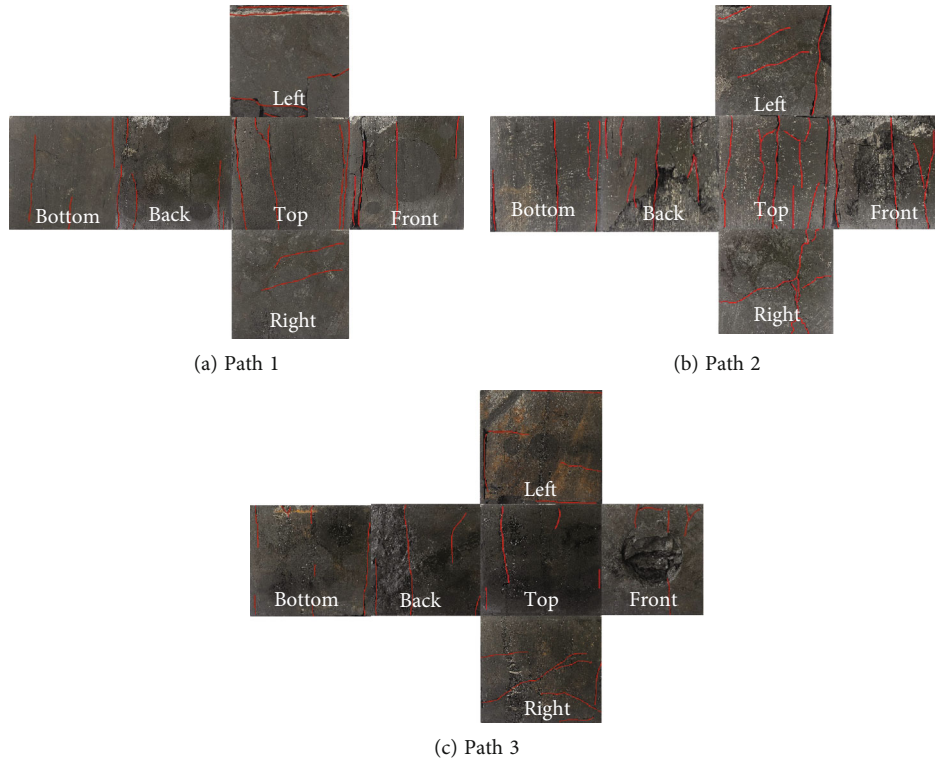 Left
Left
Bottom Back Top Front
Bottom Back Top Front
Right
Right
(a) Path 1
(b) Path 2
Left
Bottom Back Top Front
Right
(c) Path 3